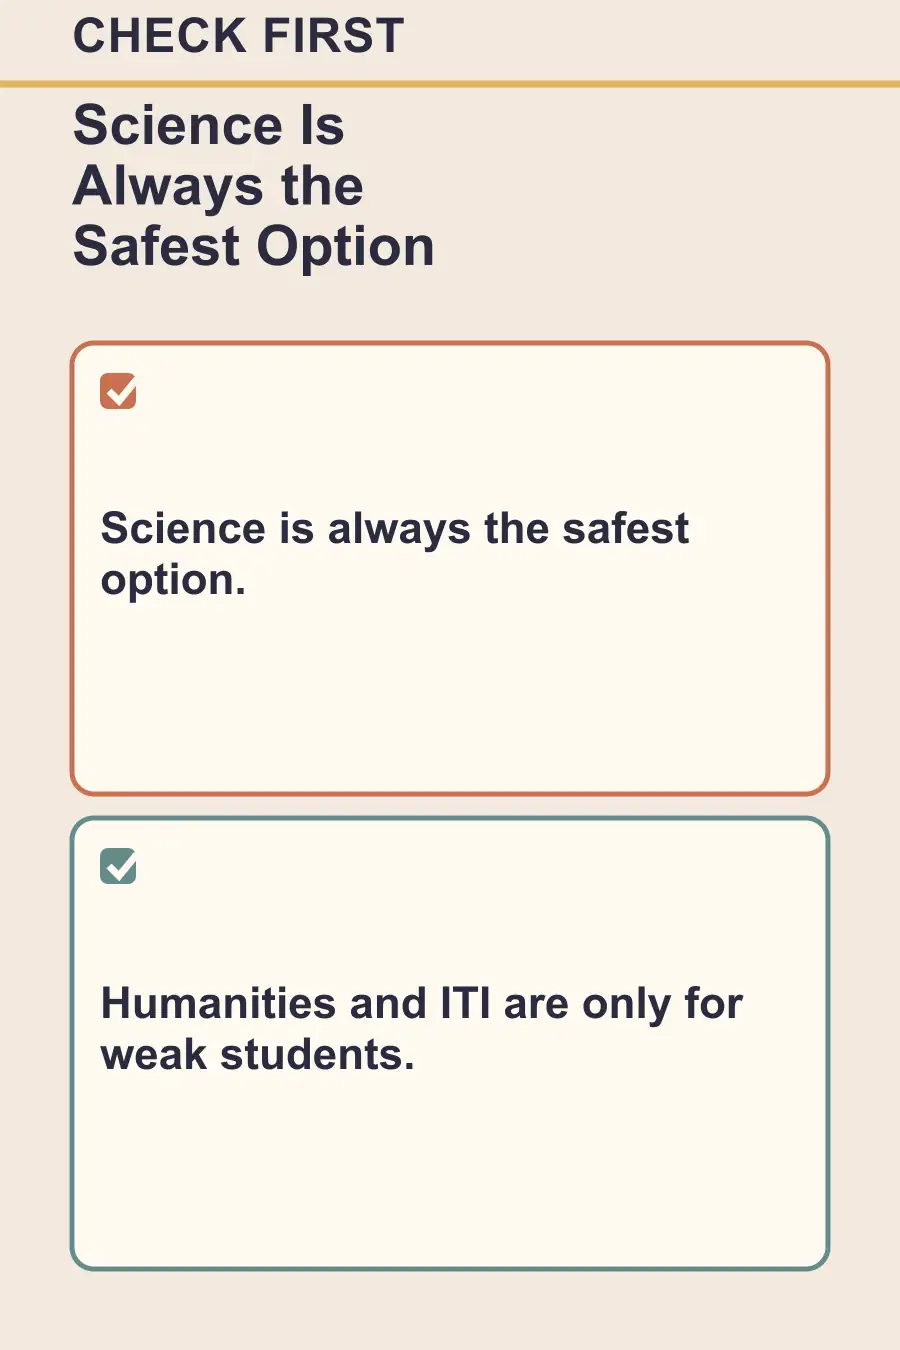 CHECK FIRST
Science Is
Always the
Safest Option
Science is always the safest
option.
Humanities and ITI are only for
weak students.